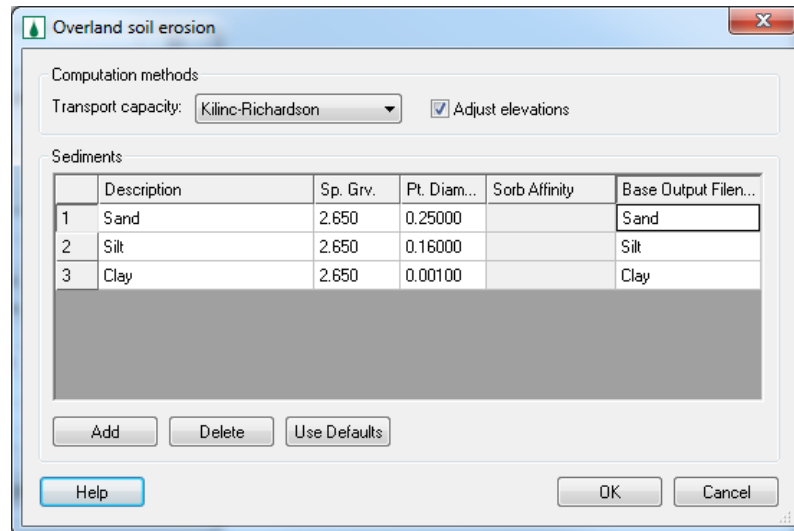 Overland soil erosion
Computation methods
Transport capacity: Kilinc-Richardson Adjust elevations
Sediments
Description Sp. Grv. Pt. Diam... Sorb Affinity Base Output Filen...
1 Sand 2.650 0.25000 Sand
2 Silt 2.650 0.16000 Silt
3 Clay 2.650 0.00100 Clay
Add Delete Use Defaults
Help OK Cancel